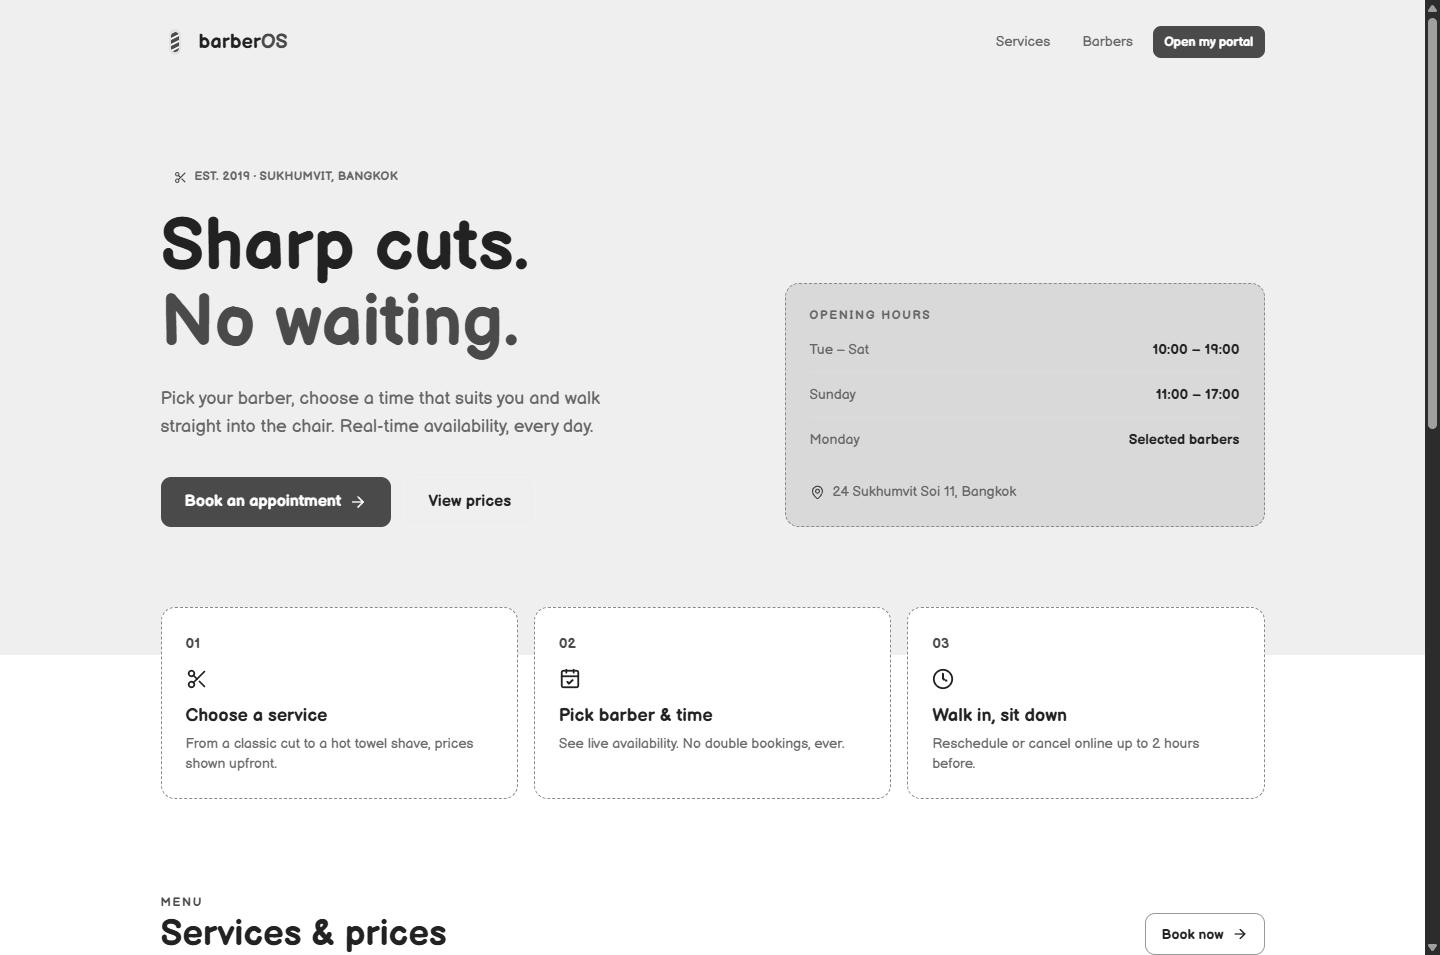 barberOS
Services
Barbers
Open my portal
EST. 2019 · SUKHUMVIT, BANGKOK
Sharp cuts.
No waiting.
Pick your barber, choose a time that suits you and walk
straight into the chair. Real-time availability, every day.
Book an appointment
View prices
OPENING HOURS
Tue – Sat 10:00 – 19:00
Sunday 11:00 – 17:00
Monday Selected barbers
24 Sukhumvit Soi 11, Bangkok
01
Choose a service
From a classic cut to a hot towel shave, prices
shown upfront.
02
Pick barber & time
See live availability. No double bookings, ever.
03
Walk in, sit down
Reschedule or cancel online up to 2 hours
before.
MENU
Services & prices
Book now